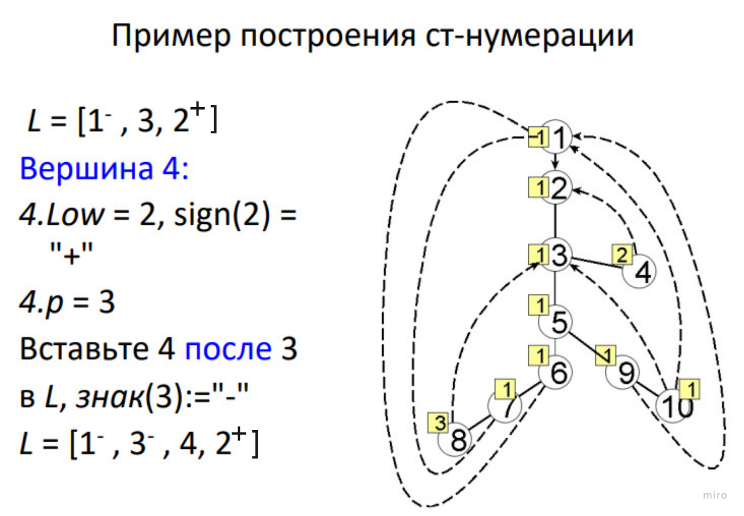 Пример построения ст-нумерации
L = [1⁻ , 3, 2⁺]
Вершина 4:
4.Low = 2, sign(2) =
"+"
4.p = 3
Вставьте 4 после 3
в L, знак(3):="-"
L = [1⁻ , 3⁻ , 4, 2⁺]
1 1
1 2
1 3
2 4
1 5
1 6
1 9
1 7
1 10
3 8
miro